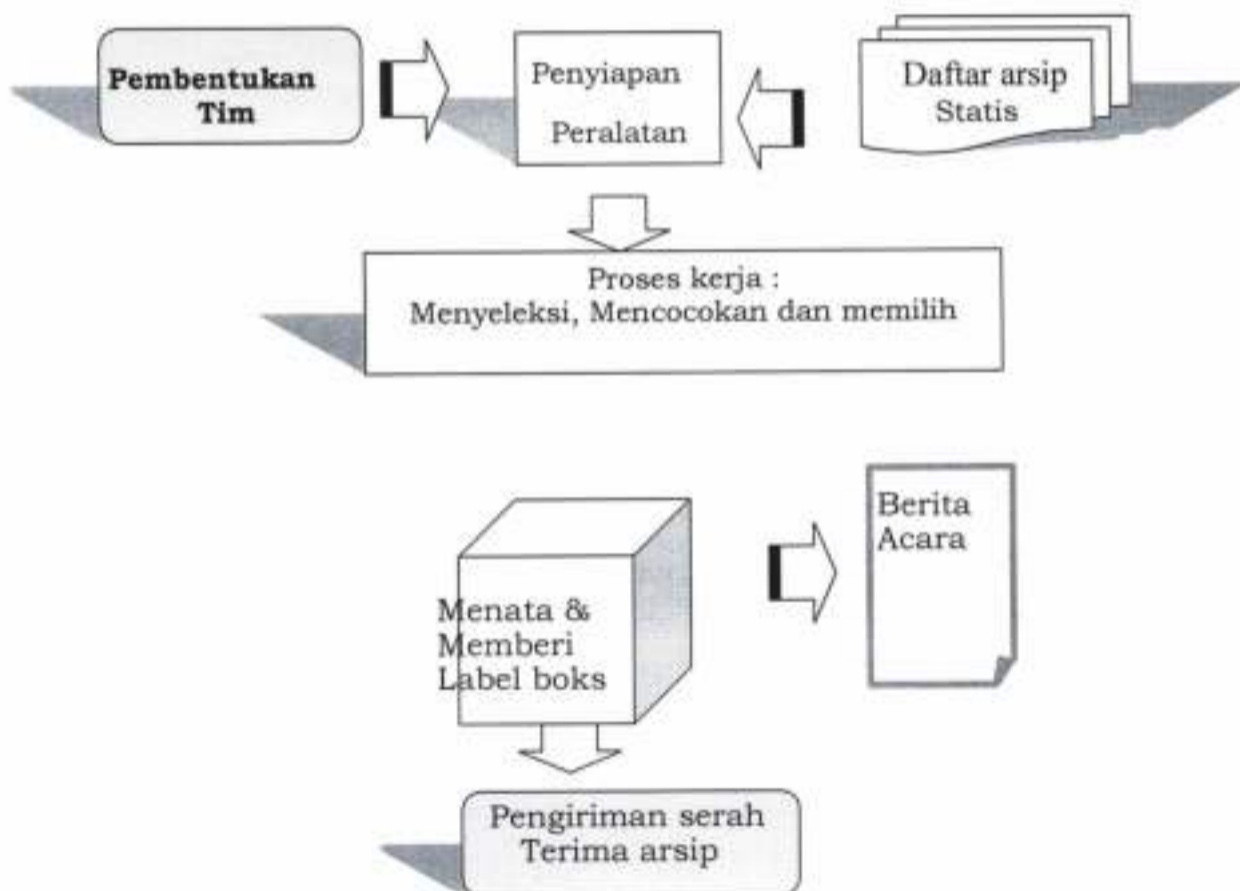 Pembentukan
Tim
Penyiapan
Peralatan
Daftar arsip
Statis
Proses kerja :
Menyeleksi, Mencocokan dan memilih
Menata &
Memberi
Label boks
Berita
Acara
Pengiriman serah
Terima arsip